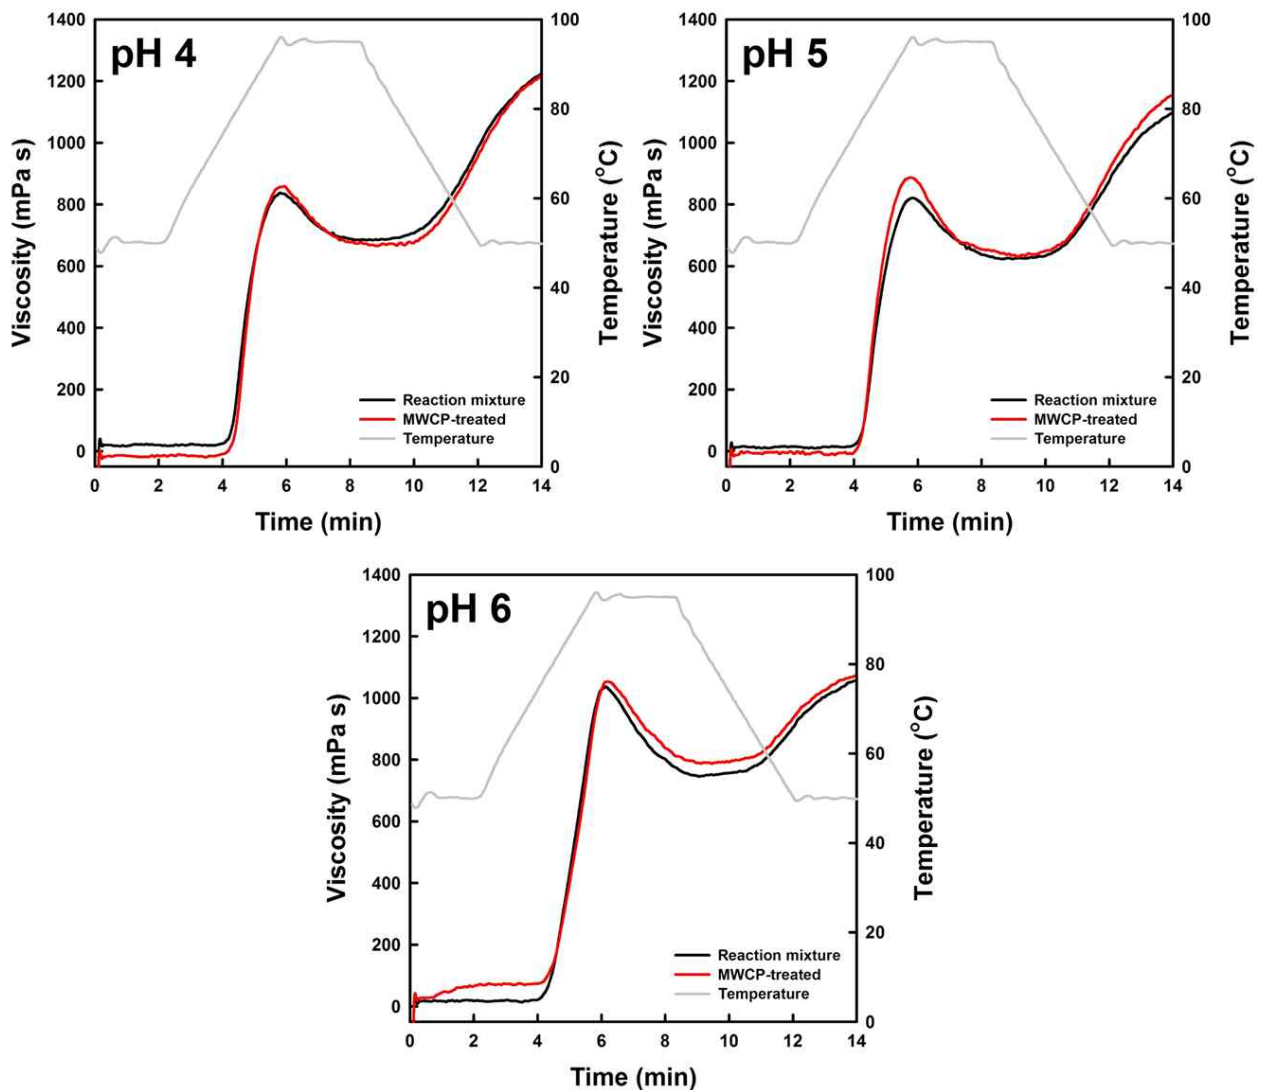 pH 4
1400
1200
1000
800
600
400
200
0
Viscosity (mPa s)
100
80
60
40
20
0
Temperature (°C)
Reaction mixture
MWCP-treated
Temperature
0 2 4 6 8 10 12 14
Time (min)
pH 5
1400
1200
1000
800
600
400
200
0
Viscosity (mPa s)
100
80
60
40
20
0
Temperature (°C)
Reaction mixture
MWCP-treated
Temperature
0 2 4 6 8 10 12 14
Time (min)
pH 6
1400
1200
1000
800
600
400
200
0
Viscosity (mPa s)
100
80
60
40
20
0
Temperature (°C)
Reaction mixture
MWCP-treated
Temperature
0 2 4 6 8 10 12 14
Time (min)